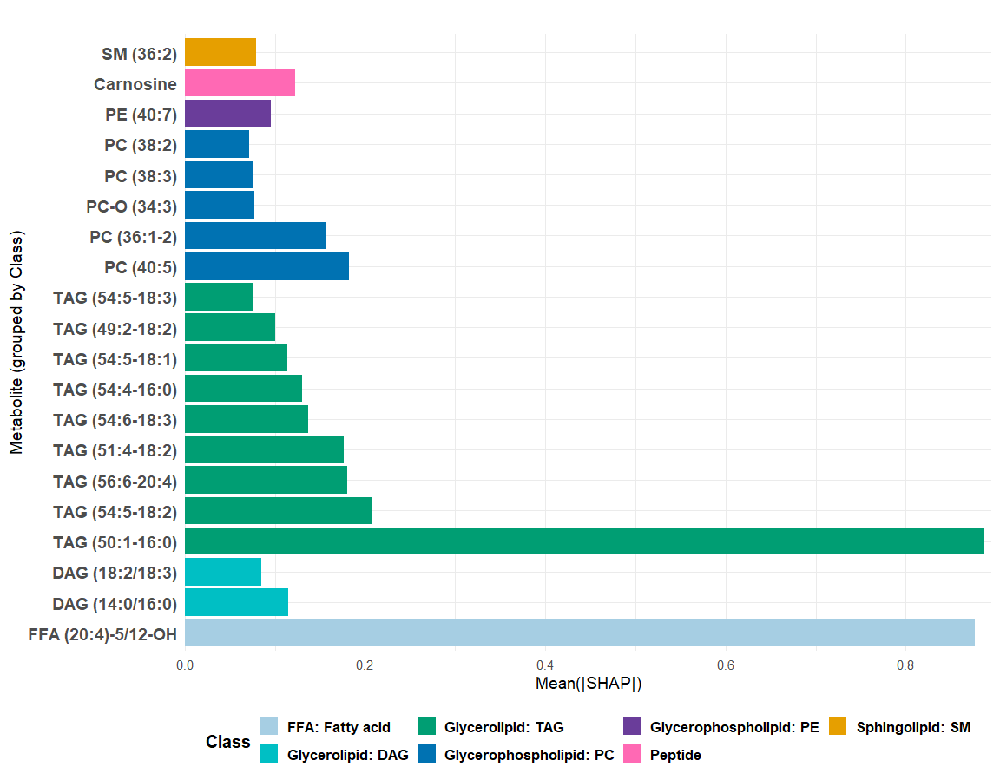 SM (36:2)
Carnosine
PE (40:7)
PC (38:2)
PC (38:3)
PC-O (34:3)
PC (36:1-2)
PC (40:5)
TAG (54:5-18:3)
TAG (49:2-18:2)
TAG (54:5-18:1)
TAG (54:4-16:0)
TAG (54:6-18:3)
TAG (51:4-18:2)
TAG (56:6-20:4)
TAG (54:5-18:2)
TAG (50:1-16:0)
DAG (18:2/18:3)
DAG (14:0/16:0)
FFA (20:4)-5/12-OH
Metabolite (grouped by Class)
0.0 0.2 0.4 0.6 0.8
Mean(|SHAP|)
Class
FFA: Fatty acid Glycerolipid: TAG Glycerophospholipid: PE Sphingolipid: SM
Glycerolipid: DAG Glycerophospholipid: PC Peptide